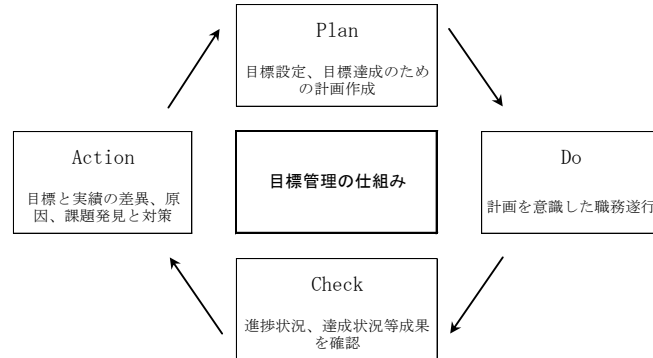 Plan
目標設定、目標達成のため
の計画作成
Action
目標と実績の差異、原
因、課題発見と対策
目標管理の仕組み
Do
計画を意識した職務遂行
Check
進捗状況、達成状況等成果
を確認